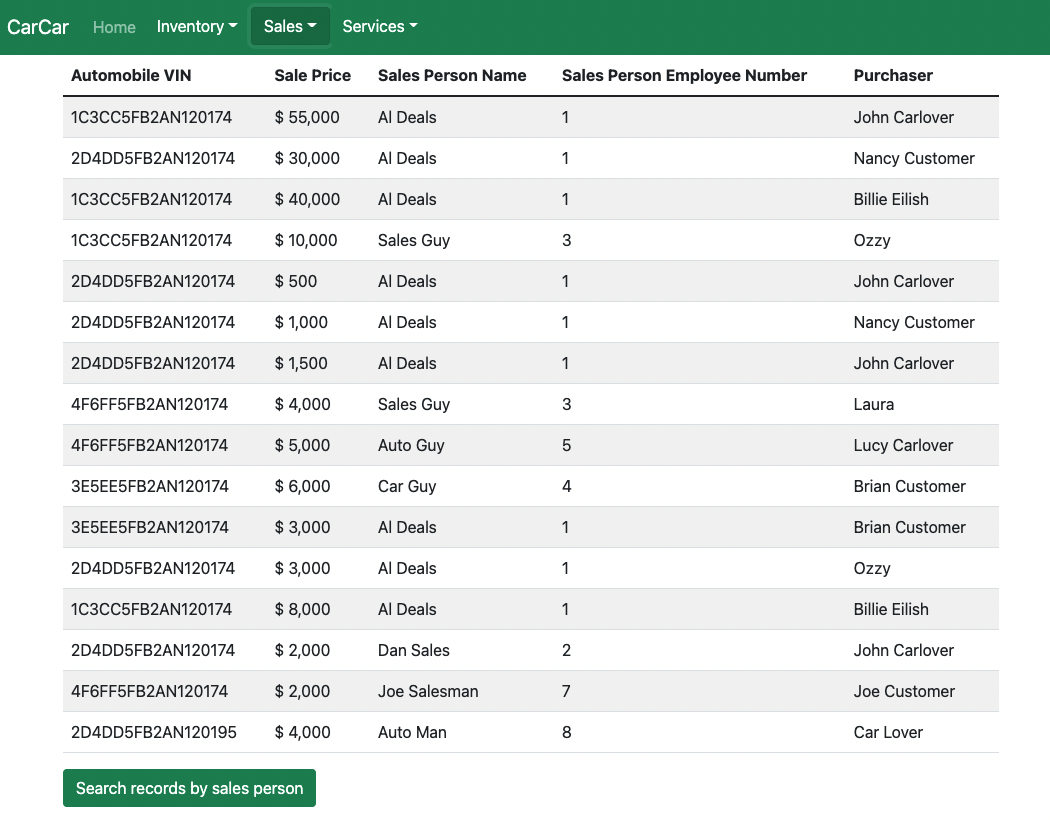 CarCar Home Inventory Sales Services
Automobile VIN Sale Price Sales Person Name Sales Person Employee Number Purchaser
1C3CC5FB2AN120174 $ 55,000 Al Deals 1 John Carlover
2D4DD5FB2AN120174 $ 30,000 Al Deals 1 Nancy Customer
1C3CC5FB2AN120174 $ 40,000 Al Deals 1 Billie Eilish
1C3CC5FB2AN120174 $ 10,000 Sales Guy 3 Ozzy
2D4DD5FB2AN120174 $ 500 Al Deals 1 John Carlover
2D4DD5FB2AN120174 $ 1,000 Al Deals 1 Nancy Customer
2D4DD5FB2AN120174 $ 1,500 Al Deals 1 John Carlover
4F6FF5FB2AN120174 $ 4,000 Sales Guy 3 Laura
4F6FF5FB2AN120174 $ 5,000 Auto Guy 5 Lucy Carlover
3E5EE5FB2AN120174 $ 6,000 Car Guy 4 Brian Customer
3E5EE5FB2AN120174 $ 3,000 Al Deals 1 Brian Customer
2D4DD5FB2AN120174 $ 3,000 Al Deals 1 Ozzy
1C3CC5FB2AN120174 $ 8,000 Al Deals 1 Billie Eilish
2D4DD5FB2AN120174 $ 2,000 Dan Sales 2 John Carlover
4F6FF5FB2AN120174 $ 2,000 Joe Salesman 7 Joe Customer
2D4DD5FB2AN120195 $ 4,000 Auto Man 8 Car Lover
Search records by sales person